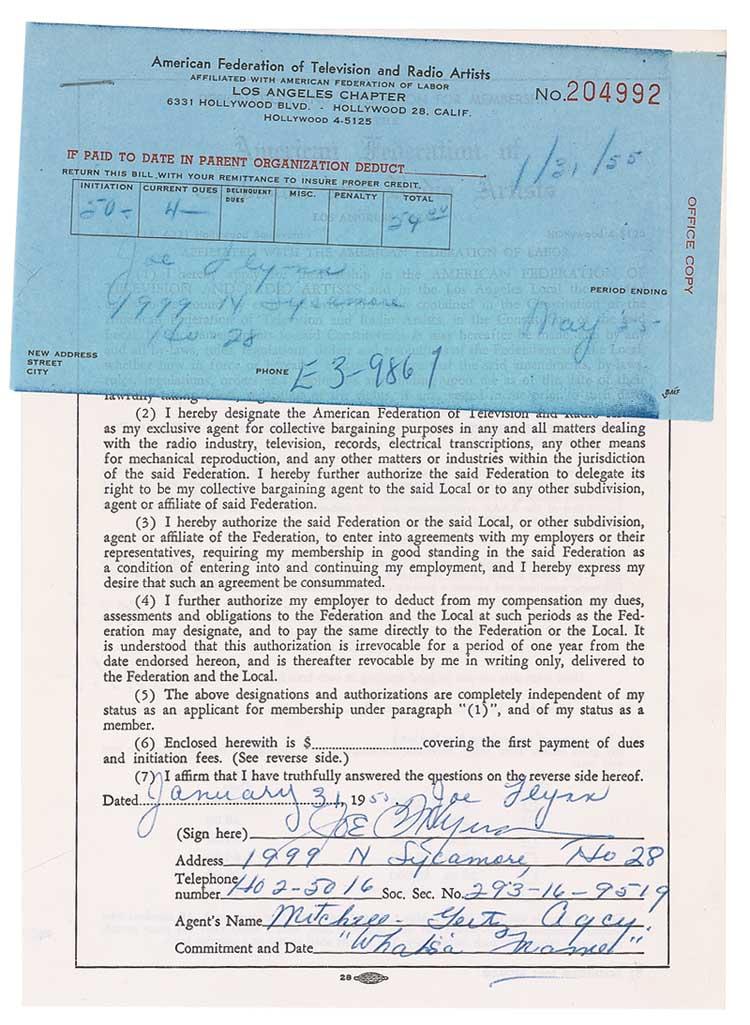 American Federation of Television and Radio Artists
AFFILIATED WITH AMERICAN FEDERATION OF LABOR
LOS ANGELES CHAPTER
6331 HOLLYWOOD BLVD. - HOLLYWOOD 28, CALIF.
HOLLYWOOD 4-5125
No. 204992
1/31/55
IF PAID TO DATE IN PARENT ORGANIZATION DEDUCT
RETURN THIS BILL WITH YOUR REMITTANCE TO INSURE PROPER CREDIT.
INITIATION CURRENT DUES DELINQUENT DUES MISC. PENALTY TOTAL
50- 4- 54.00
OFFICE COPY
Joe Flynn
1999 N Sycamore
Ho 28
PERIOD ENDING
May '55
NEW ADDRESS
STREET
CITY
PHONE E 3-9861
(2) I hereby designate the American Federation of Television and Radio
as my exclusive agent for collective bargaining purposes in any and all matters dealing
with the radio industry, television, records, electrical transcriptions, any other means
for mechanical reproduction, and any other matters or industries within the jurisdiction
of the said Federation. I hereby further authorize the said Federation to delegate its
right to be my collective bargaining agent to the said Local or to any other subdivision,
agent or affiliate of said Federation.
(3) I hereby authorize the said Federation or the said Local, or other subdivision,
agent or affiliate of the Federation, to enter into agreements with my employers or their
representatives, requiring my membership in good standing in the said Federation as
a condition of entering into and continuing my employment, and I hereby express my
desire that such an agreement be consummated.
(4) I further authorize my employer to deduct from my compensation my dues,
assessments and obligations to the Federation and the Local at such periods as the Fed-
eration may designate, and to pay the same directly to the Federation or the Local. It
is understood that this authorization is irrevocable for a period of one year from the
date endorsed hereon, and is thereafter revocable by me in writing only, delivered to
the Federation and the Local.
(5) The above designations and authorizations are completely independent of my
status as an applicant for membership under paragraph "(1)", and of my status as a
member.
(6) Enclosed herewith is $ covering the first payment of dues
and initiation fees. (See reverse side.)
(7) I affirm that I have truthfully answered the questions on the reverse side hereof.
Dated January 31, 1955 Joe Flynn
(Sign here) Joe Flynn
Address 1999 N Sycamore, Ho 28
Telephone
number HO 2-5016 Soc. Sec. No. 293-16-9519
Agent's Name Mitchell - Agcy.
Commitment and Date "Whatsa Name"
28